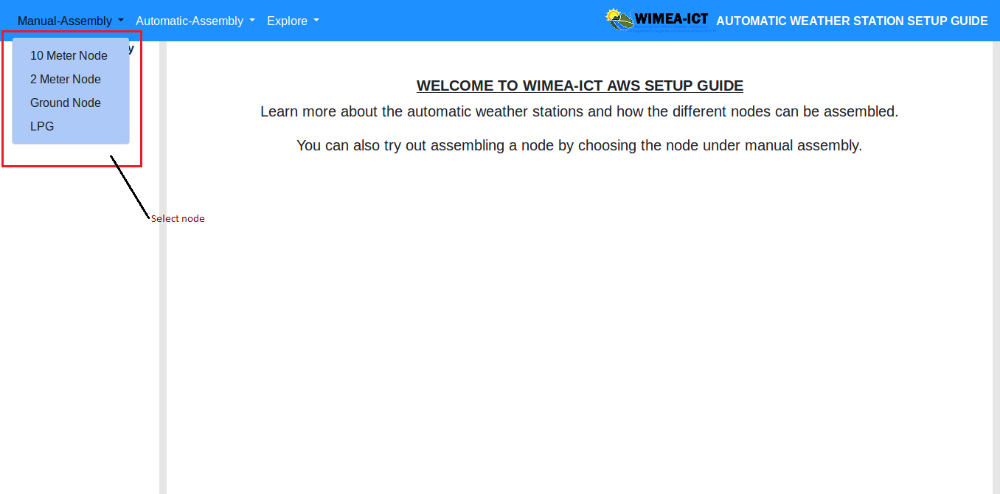 Manual-Assembly Automatic-Assembly Explore WIMEA-ICT AUTOMATIC WEATHER STATION SETUP GUIDE
y
10 Meter Node
2 Meter Node
Ground Node
LPG
WELCOME TO WIMEA-ICT AWS SETUP GUIDE
Learn more about the automatic weather stations and how the different nodes can be assembled.
You can also try out assembling a node by choosing the node under manual assembly.
Select node